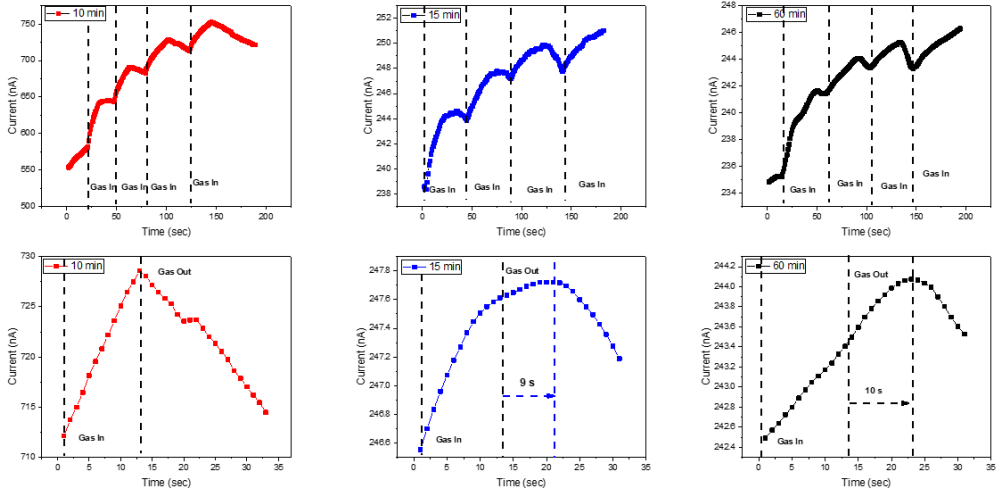 10 min
Current (nA)
750
700
650
600
550
500
Gas In
Gas In
Gas In
Gas In
0
50
100
150
200
Time (sec)
15 min
Current (nA)
252
250
248
246
244
242
240
238
Gas In
Gas In
Gas In
Gas In
0
50
100
150
200
Time (sec)
60 min
Current (nA)
248
246
244
242
240
238
236
234
Gas In
Gas In
Gas In
Gas In
0
50
100
150
200
Time (sec)
10 min
Current (nA)
730
725
720
715
710
Gas Out
Gas In
0
5
10
15
20
25
30
35
Time (sec)
15 min
Current (nA)
247.8
247.6
247.4
247.2
247.0
246.8
246.6
Gas Out
9 s
Gas In
0
5
10
15
20
25
30
35
Time (sec)
60 min
Current (nA)
244.2
244.0
243.8
243.6
243.4
243.2
243.0
242.8
242.6
242.4
Gas Out
10 s
Gas In
0
5
10
15
20
25
30
35
Time (sec)